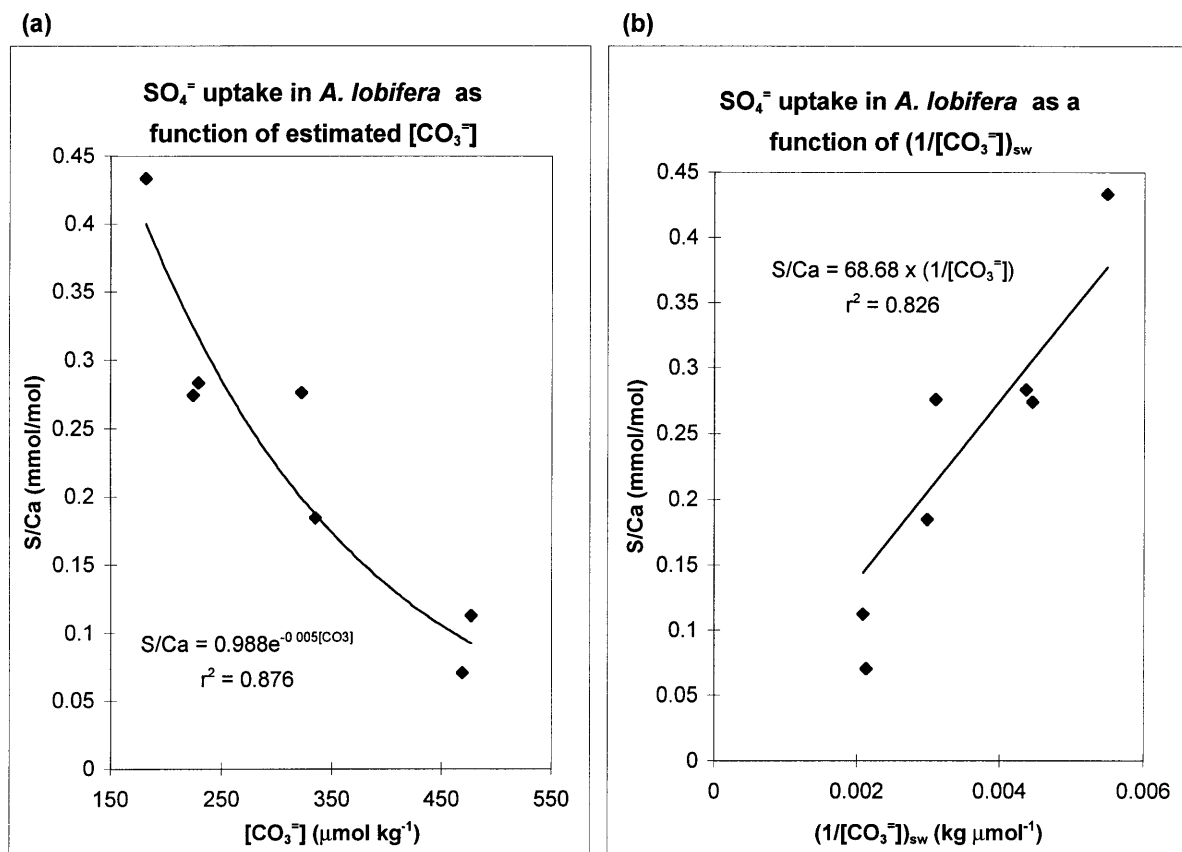 (a)
SO₄⁼ uptake in A. lobifera as
function of estimated [CO₃⁼]
0.45
0.4
0.35
0.3
0.25
0.2
0.15
0.1
0.05
0
S/Ca (mmol/mol)
S/Ca = 0.988e^-0 005[CO3]
r² = 0.876
150 250 350 450 550
[CO₃⁼] (μmol kg⁻¹)
(b)
SO₄⁼ uptake in A. lobifera as a
function of (1/[CO₃⁼])sw
0.45
0.4
0.35
0.3
0.25
0.2
0.15
0.1
0.05
0
S/Ca (mmol/mol)
S/Ca = 68.68 x (1/[CO₃⁼])
r² = 0.826
0 0.002 0.004 0.006
(1/[CO₃⁼])sw (kg μmol⁻¹)